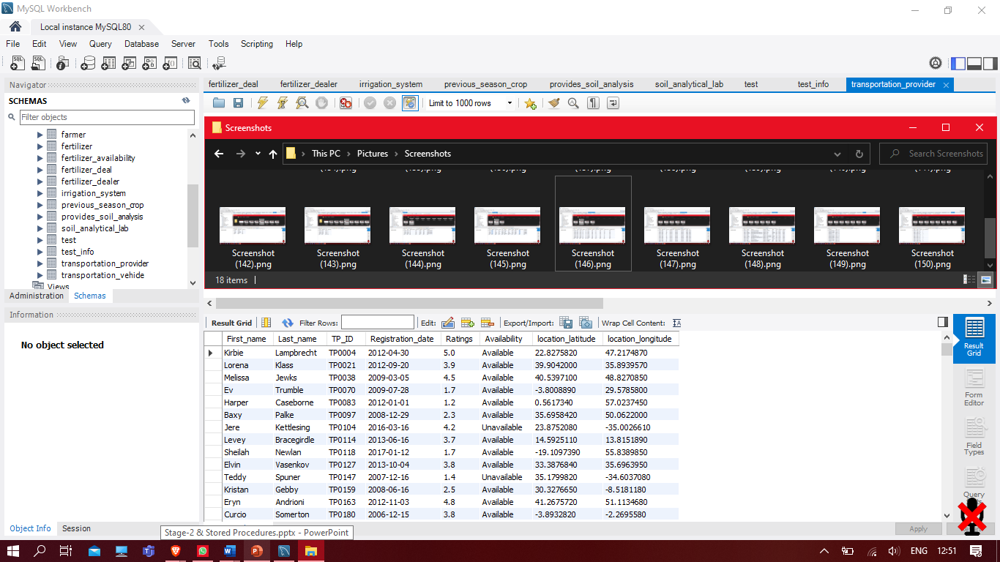 MySQL Workbench
Local instance MySQL80
File Edit View Query Database Server Tools Scripting Help
Navigator
SCHEMAS
Filter objects
farmer
fertilizer
fertilizer_availability
fertilizer_deal
fertilizer_dealer
irrigation_system
previous_season_crop
provides_soil_analysis
soil_analytical_lab
test
test_info
transportation_provider
transportation_vehicle
Views
Administration Schemas
Information
No object selected
Object Info Session
fertilizer_deal fertilizer_dealer irrigation_system previous_season_crop provides_soil_analysis soil_analytical_lab test test_info transportation_provider
Limit to 1000 rows
Screenshots
This PC Pictures Screenshots
Search Screenshots
Screenshot (142).png
Screenshot (143).png
Screenshot (144).png
Screenshot (145).png
Screenshot (146).png
Screenshot (147).png
Screenshot (148).png
Screenshot (149).png
Screenshot (150).png
18 items
Result Grid Filter Rows: Edit: Export/Import: Wrap Cell Content:
First_name Last_name TP_ID Registration_date Ratings Availability location_latitude location_longitude
Kirbie Lampbrecht TP0004 2012-04-30 5.0 Available 22.8275820 47.2174870
Lorena Klass TP0021 2012-09-20 3.9 Available 39.9042000 35.8939570
Melissa Jewks TP0038 2009-03-05 4.5 Available 40.5397100 48.8270850
Ev Trumble TP0070 2009-07-28 1.7 Available -3.8008890 29.5785800
Harper Caseborne TP0083 2012-01-01 1.2 Available 0.5617340 57.0237450
Baxy Palke TP0097 2008-12-29 2.3 Available 35.6958420 50.0622000
Jere Kettlesing TP0104 2016-03-16 4.2 Unavailable 23.8752080 -35.0026610
Levey Bracegirdle TP0114 2013-06-16 3.7 Available 14.5925110 13.8151890
Sheilah Newlan TP0118 2017-01-12 1.7 Available -19.1097390 55.8389850
Elvin Vasenkov TP0127 2013-10-04 3.8 Available 33.3876840 35.6963950
Teddy Spuner TP0147 2007-12-16 1.4 Unavailable 35.1799820 -34.6037080
Kristan Gebby TP0159 2008-06-16 2.5 Available 30.3276650 -8.5181180
Eryn Andrioni TP0163 2012-11-03 4.8 Available 41.2675720 51.1134680
Curcio Somerton TP0180 2006-12-15 3.8 Available -3.8932820 -2.2695580
Result Grid
Form Editor
Field Types
Query
Apply
Stage-2 & Stored Procedures.pptx - PowerPoint
ENG 12:51